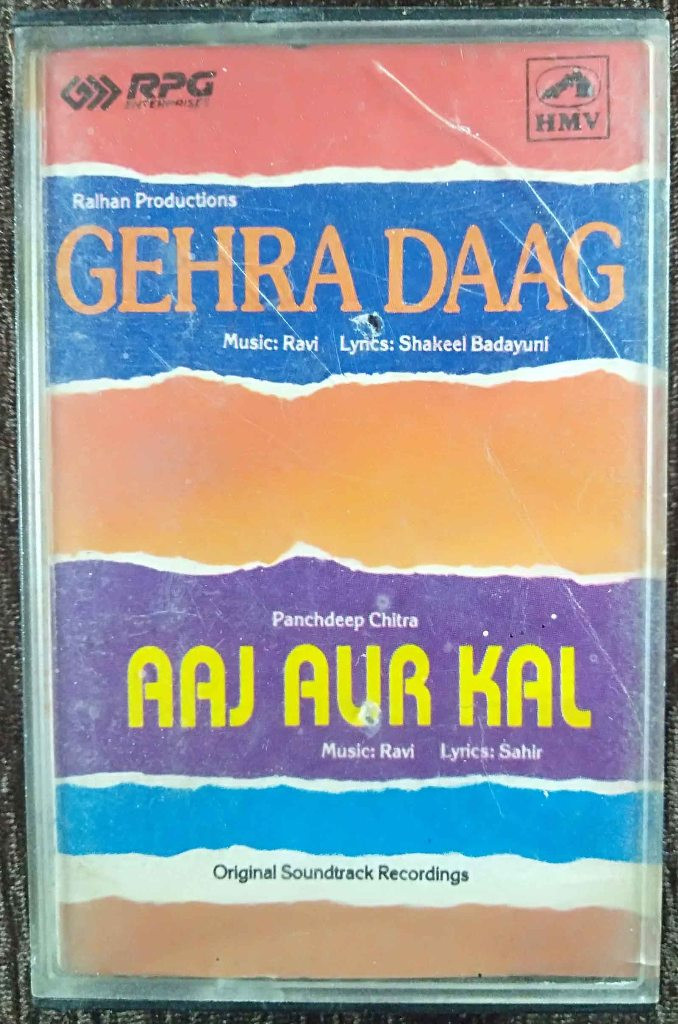 RPG
ENTERPRISES
HMV
Ralhan Productions
GEHRA DAAG
Music: Ravi Lyrics: Shakeel Badayuni
Panchdeep Chitra
AAJ AUR KAL
Music: Ravi Lyrics: Sahir
Original Soundtrack Recordings